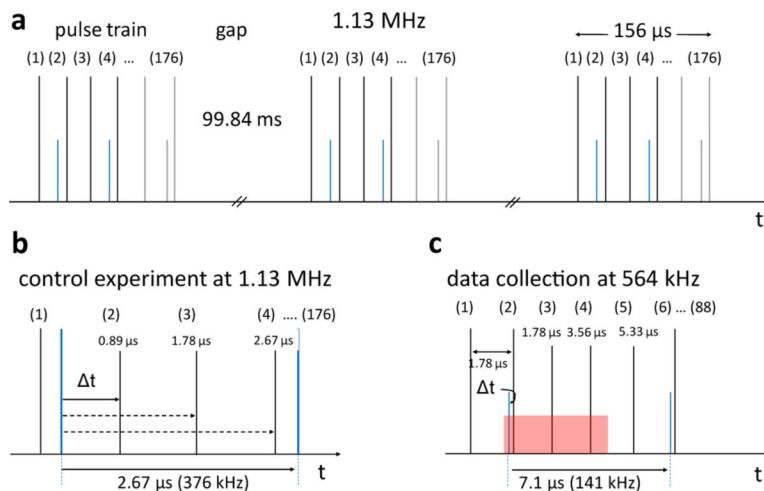 a
pulse train
gap
1.13 MHz
156 µs
(1) (2) (3) (4) ... (176)
(1) (2) (3) (4) ... (176)
(1) (2) (3) (4) ... (176)
99.84 ms
t
b
control experiment at 1.13 MHz
(1) (2) (3) (4) .... (176)
0.89 µs 1.78 µs 2.67 µs
Δt
t
2.67 µs (376 kHz)
c
data collection at 564 kHz
(1) (2) (3) (4) (5) (6) ... (88)
1.78 µs 3.56 µs 5.33 µs
1.78 µs
Δt
t
7.1 µs (141 kHz)